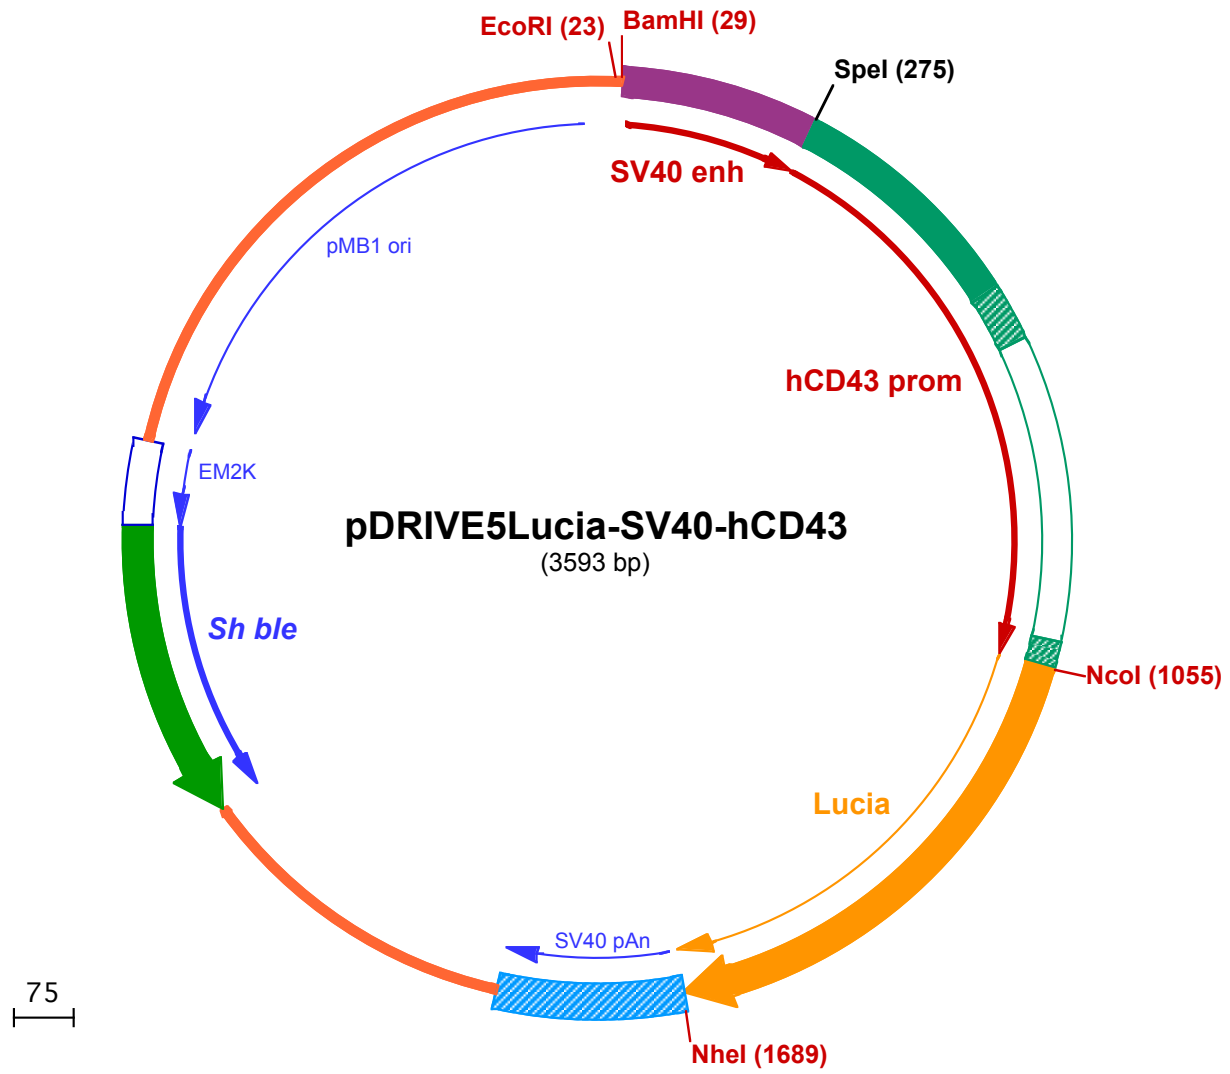 EcoRI (23)
BamHI (29)
SpeI (275)
SV40 enh
pMB1 ori
hCD43 prom
EM2K
pDRIVE5Lucia-SV40-hCD43
(3593 bp)
Sh ble
NcoI (1055)
Lucia
SV40 pAn
75
NheI (1689)